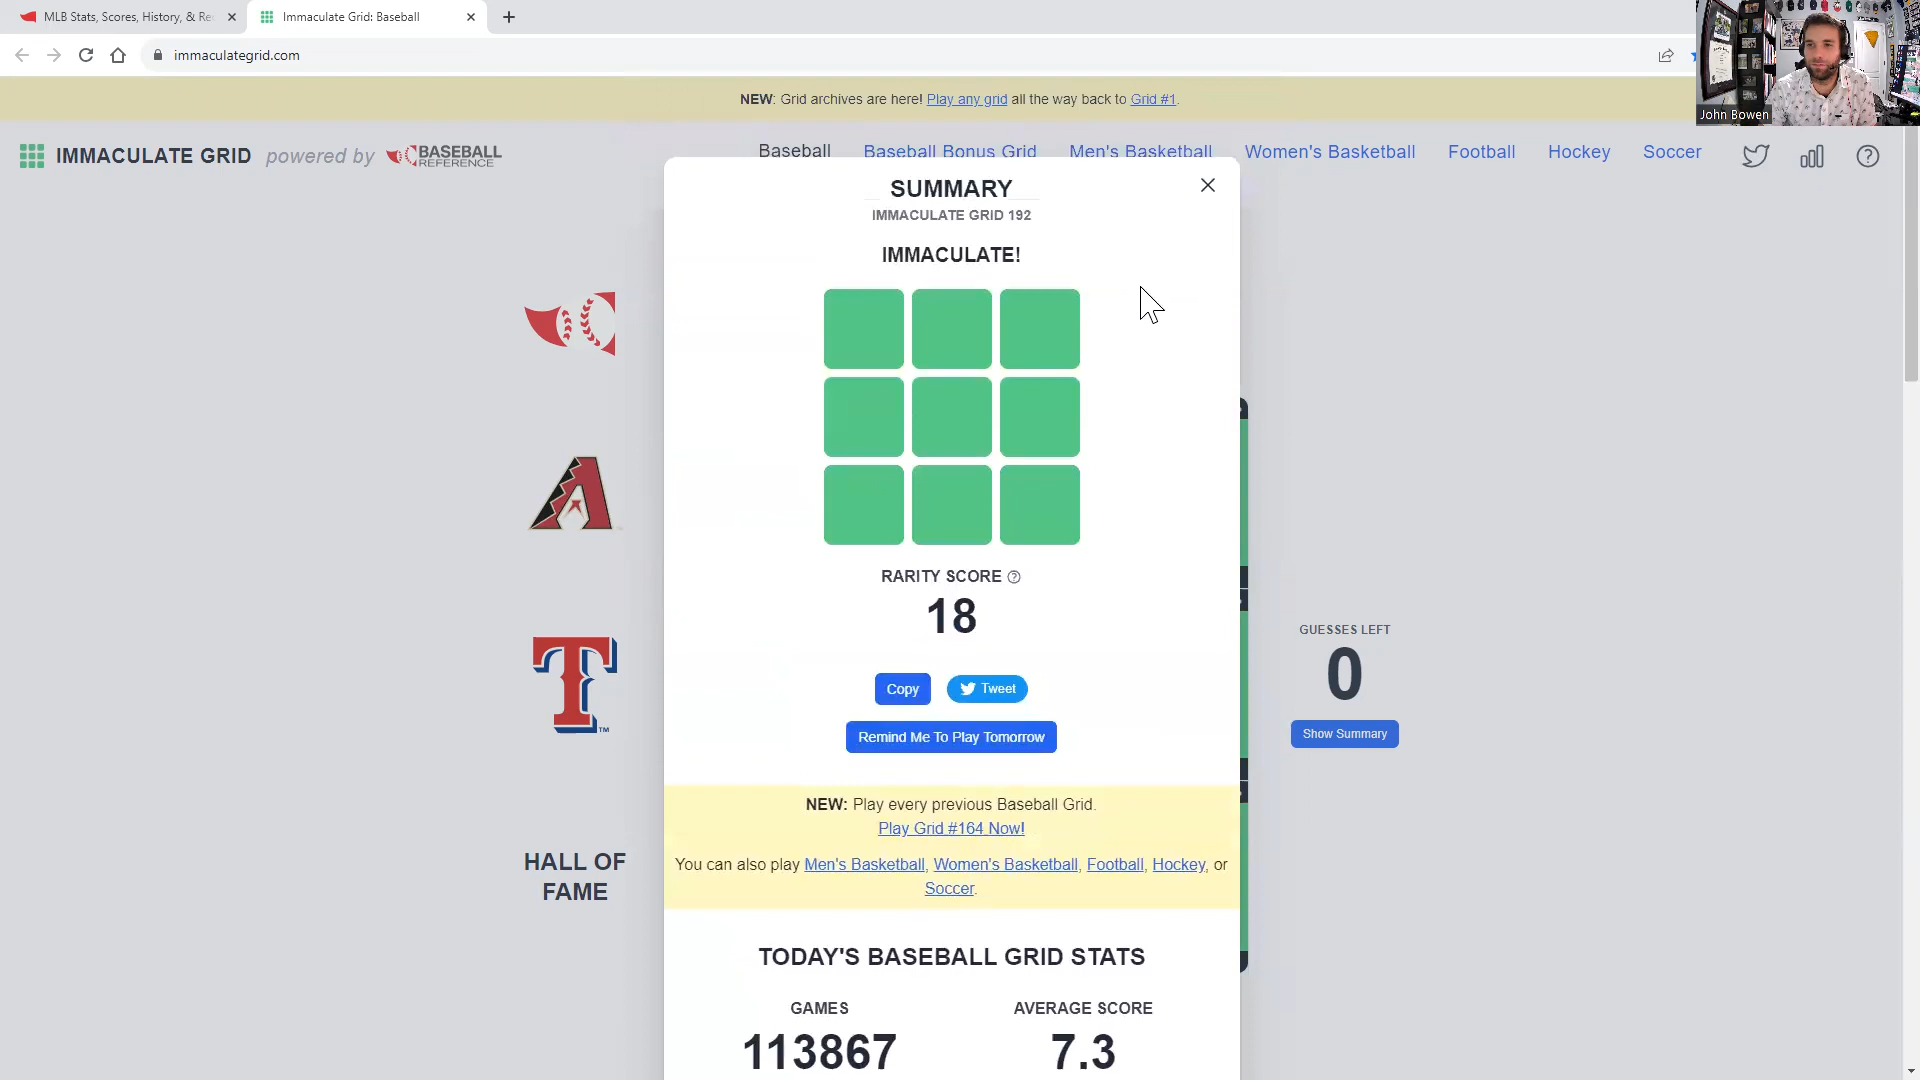 MLB Stats, Scores, History, & Re
Immaculate Grid: Baseball
immaculategrid.com
John Bowen
NEW: Grid archives are here! Play any grid all the way back to Grid #1.
IMMACULATE GRID powered by BASEBALL REFERENCE
Baseball Baseball Bonus Grid Men's Basketball Women's Basketball Football Hockey Soccer
SUMMARY
IMMACULATE GRID 192
IMMACULATE!
RARITY SCORE
18
Copy Tweet
Remind Me To Play Tomorrow
GUESSES LEFT
0
Show Summary
HALL OF
FAME
NEW: Play every previous Baseball Grid.
Play Grid #164 Now!
You can also play Men's Basketball, Women's Basketball, Football, Hockey, or
Soccer.
TODAY'S BASEBALL GRID STATS
GAMES AVERAGE SCORE
113867 7.3